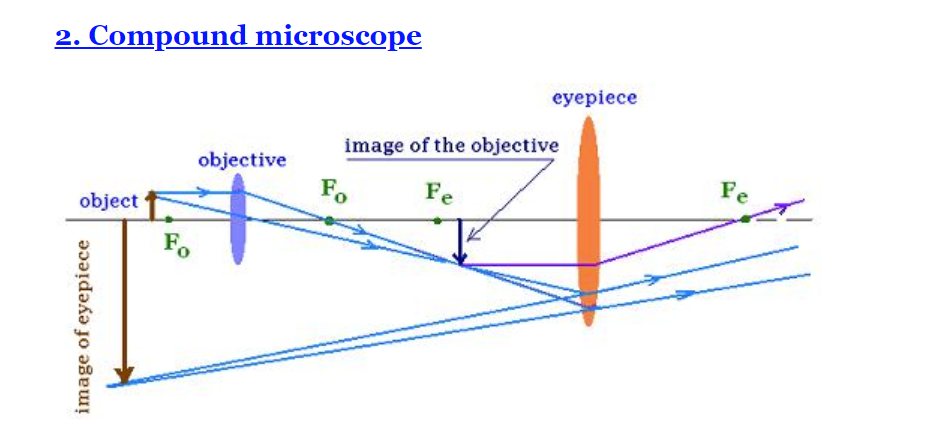 2. Compound microscope
eyepiece
image of the objective
objective
object
Fo
Fe
Fe
Fo
image of eyepiece